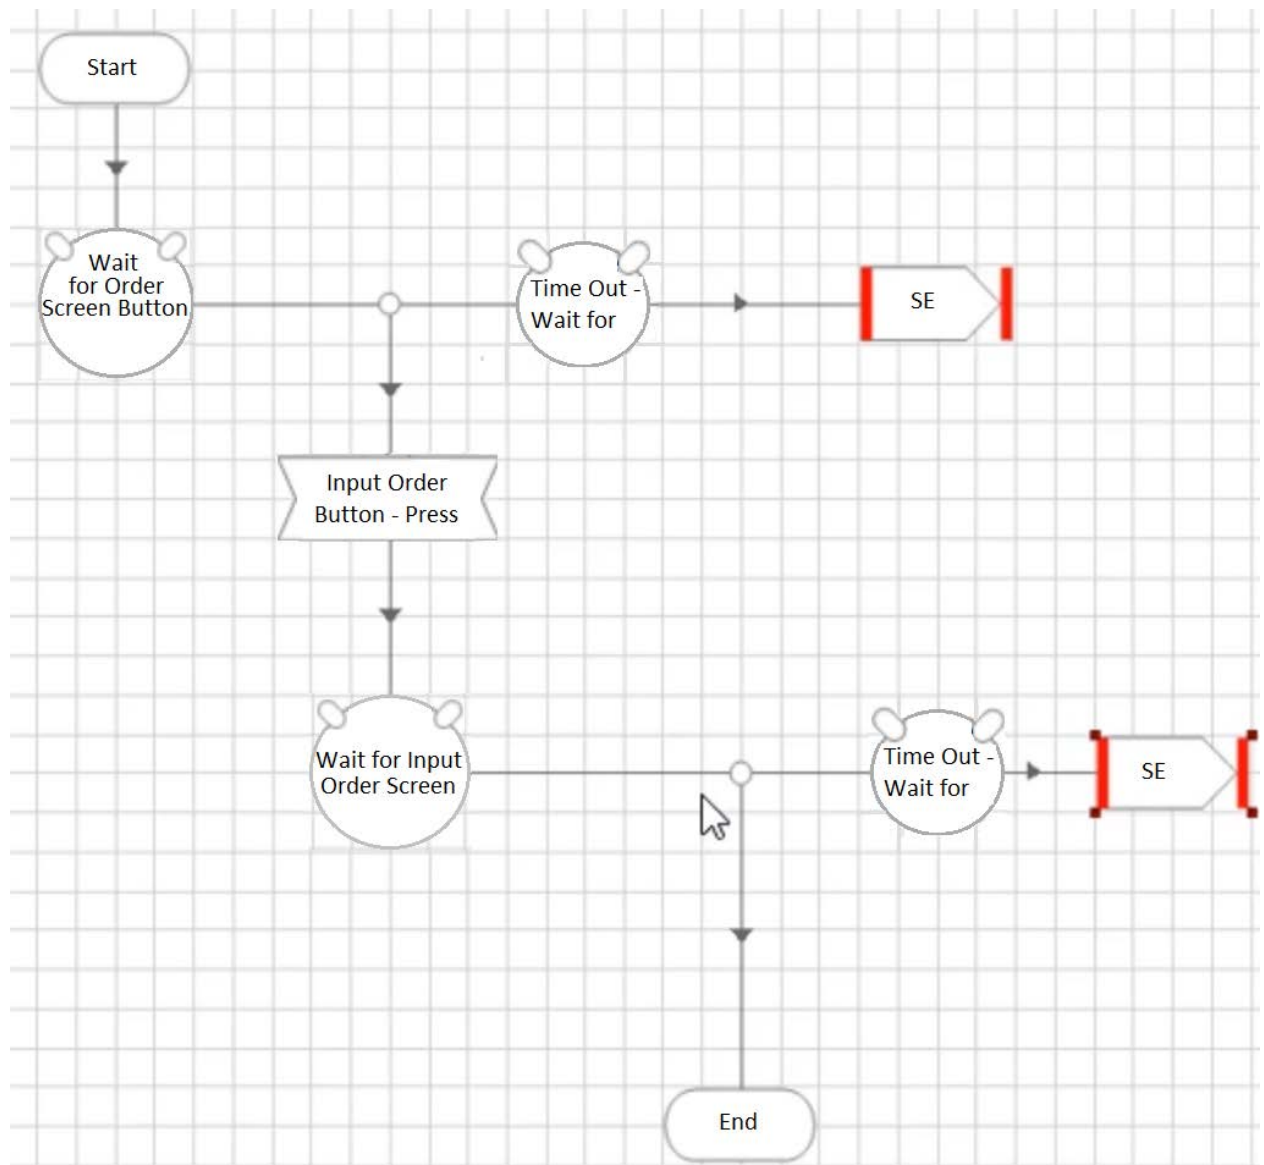 Start
Wait
for Order
Screen Button
Time Out -
Wait for
SE
Input Order
Button - Press
Wait for Input
Order Screen
Time Out -
Wait for
SE
End